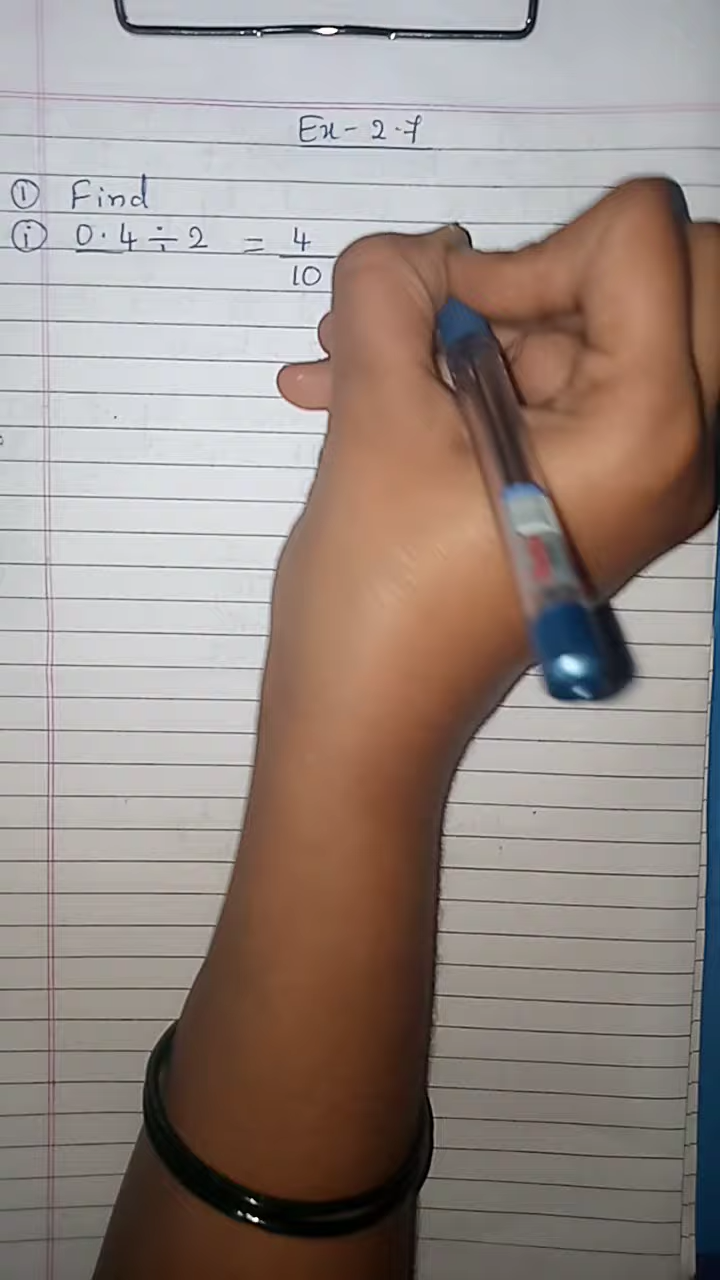 Ex - 2.7
① Find
ⓘ 0.4 ÷ 2 = 4/10